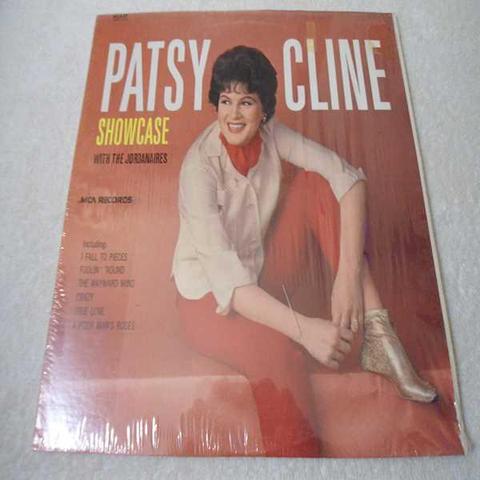 PATSY CLINE
SHOWCASE
WITH THE JORDANAIRES
MCA RECORDS
Including:
I FALL TO PIECES
FOOLIN' 'ROUND
THE WAYWARD WIND
CRAZY
TRUE LOVE
A POOR MAN'S ROSES